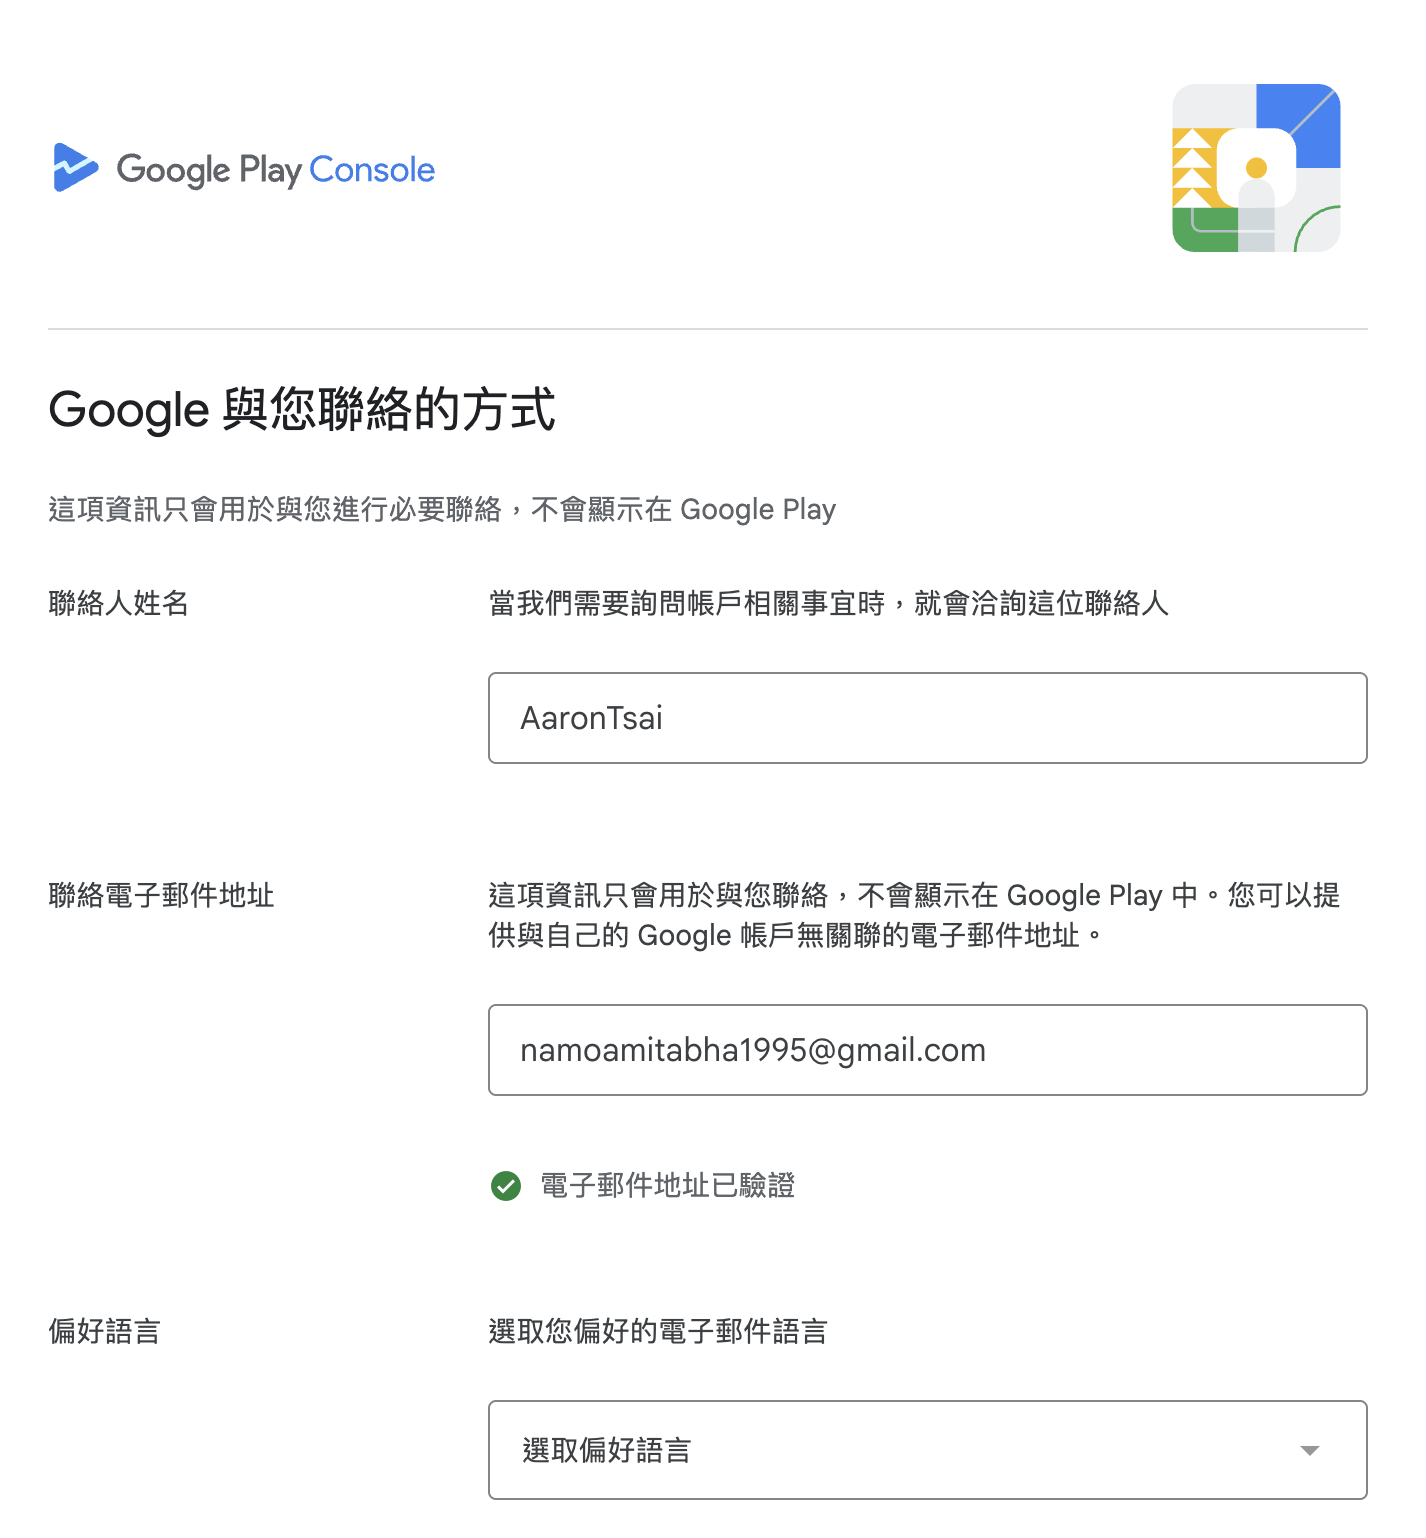 Google Play Console
Google 與您聯絡的方式
這項資訊只會用於與您進行必要聯絡，不會顯示在 Google Play
聯絡人姓名
當我們需要詢問帳戶相關事宜時，就會洽詢這位聯絡人
AaronTsai
聯絡電子郵件地址
這項資訊只會用於與您聯絡，不會顯示在 Google Play 中。您可以提
供與自己的 Google 帳戶無關聯的電子郵件地址。
namoamitabha1995@gmail.com
電子郵件地址已驗證
偏好語言
選取您偏好的電子郵件語言
選取偏好語言